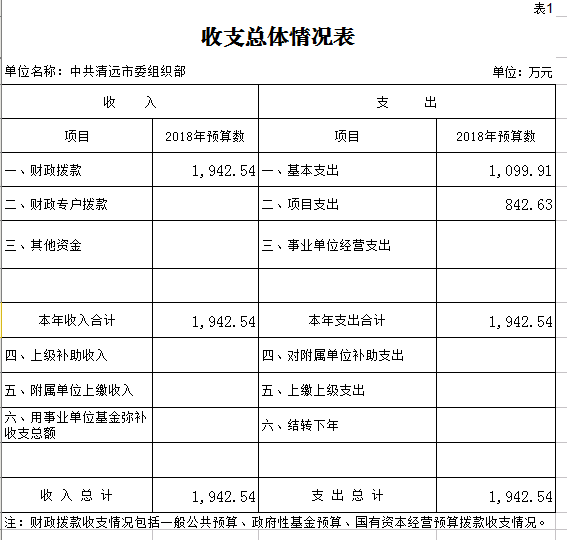 表1
收支总体情况表
单位名称：中共清远市委组织部 单位：万元
收 入 支 出
项目 2018年预算数 项目 2018年预算数
一、财政拨款 1,942.54 一、基本支出 1,099.91
二、财政专户拨款 二、项目支出 842.63
三、其他资金 三、事业单位经营支出
本年收入合计 1,942.54 本年支出合计 1,942.54
四、上级补助收入 四、对附属单位补助支出
五、附属单位上缴收入 五、上缴上级支出
六、用事业单位基金弥补
收支总额 六、结转下年
收 入 总 计 1,942.54 支 出 总 计 1,942.54
注：财政拨款收支情况包括一般公共预算、政府性基金预算、国有资本经营预算拨款收支情况。